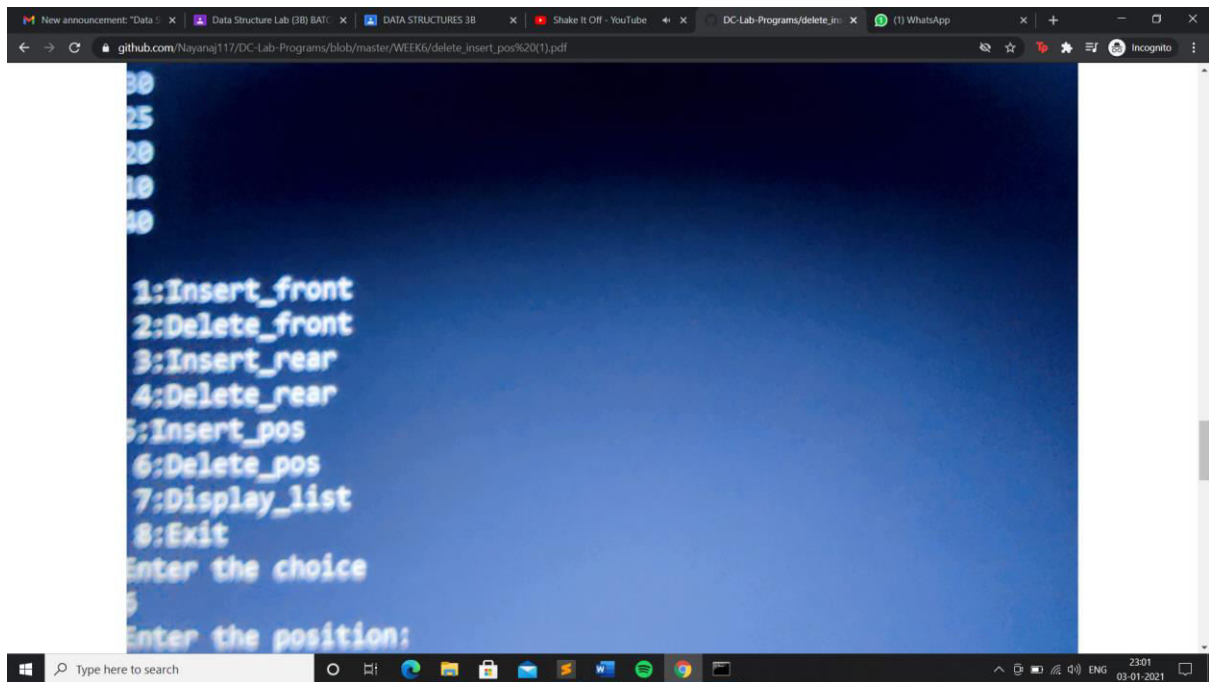 New announcement: "Data S
Data Structure Lab (3B) BATC
DATA STRUCTURES 3B
Shake It Off - YouTube
DC-Lab-Programs/delete_ins
(1) WhatsApp
github.com/Nayanaj117/DC-Lab-Programs/blob/master/WEEK6/delete_insert_pos%20(1).pdf
Incognito
30
25
20
10
40
1:Insert_front
2:Delete_front
3:Insert_rear
4:Delete_rear
5:Insert_pos
6:Delete_pos
7:Display_list
8:Exit
Enter the choice
Enter the position:
Type here to search
ENG
23:01
03-01-2021